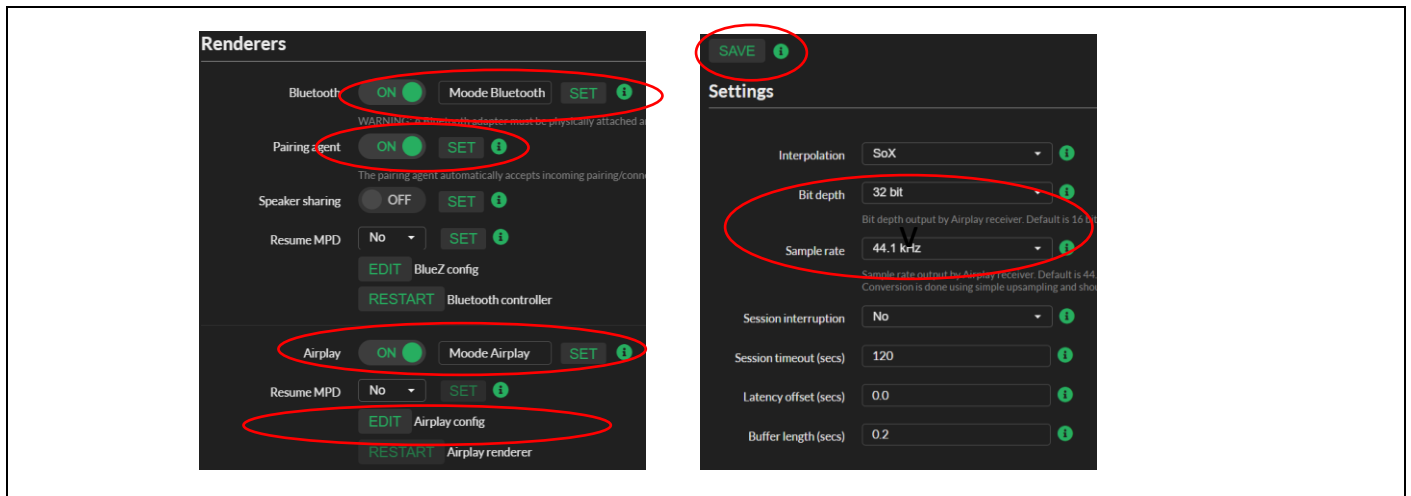 Renderers
Bluetooth ON Moode Bluetooth SET
WARNING: A Bluetooth adapter must be physically attached
Pairing agent ON SET
The pairing agent automatically accepts incoming pairing/conn
Speaker sharing OFF SET
Resume MPD No SET
EDIT BlueZ config
RESTART Bluetooth controller
Airplay ON Moode Airplay SET
Resume MPD No SET
EDIT Airplay config
RESTART Airplay renderer
SAVE
Settings
Interpolation SoX
Bit depth 32 bit
Bit depth output by Airplay receiver. Default is 16 bit
V
Sample rate 44.1 kHz
Sample rate output by Airplay receiver. Default is 44.
Conversion is done using simple upsampling and shou
Session interruption No
Session timeout (secs) 120
Latency offset (secs) 0.0
Buffer length (secs) 0.2